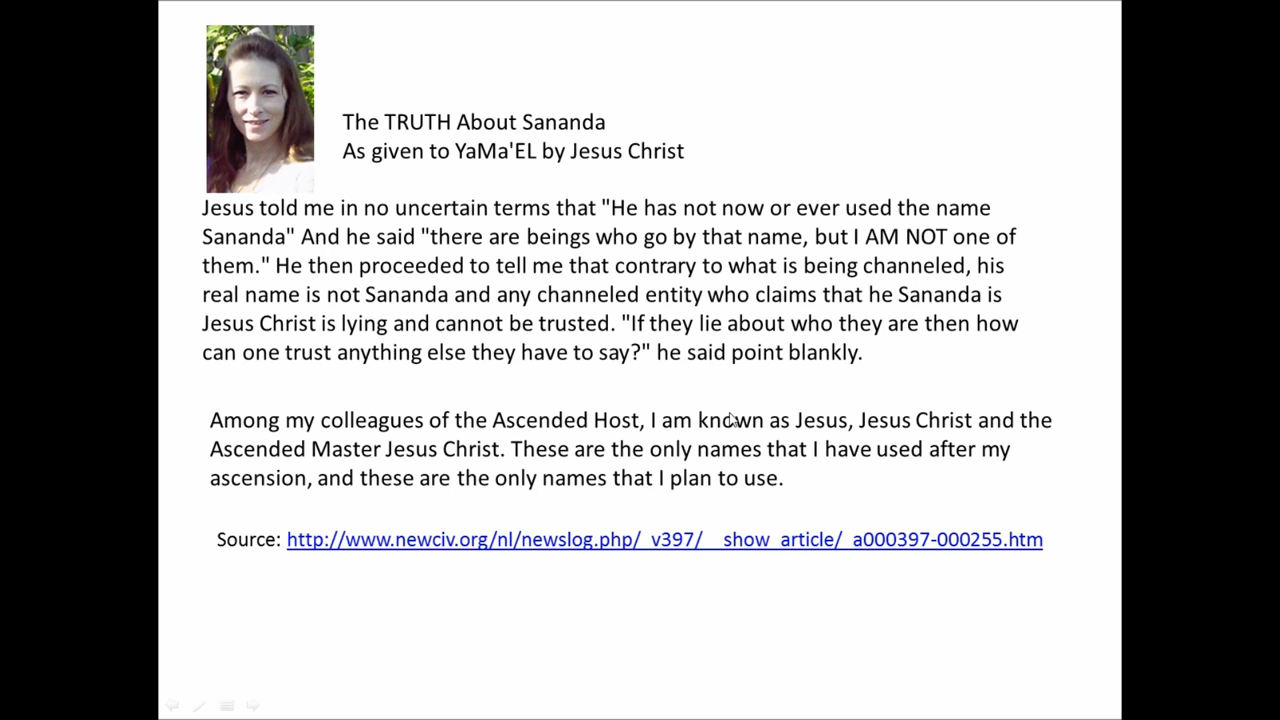 The TRUTH About Sananda
As given to YaMa'EL by Jesus Christ
Jesus told me in no uncertain terms that "He has not now or ever used the name
Sananda" And he said "there are beings who go by that name, but I AM NOT one of
them." He then proceeded to tell me that contrary to what is being channeled, his
real name is not Sananda and any channeled entity who claims that he Sananda is
Jesus Christ is lying and cannot be trusted. "If they lie about who they are then how
can one trust anything else they have to say?" he said point blankly.
Among my colleagues of the Ascended Host, I am known as Jesus, Jesus Christ and the
Ascended Master Jesus Christ. These are the only names that I have used after my
ascension, and these are the only names that I plan to use.
Source: http://www.newciv.org/nl/newslog.php/_v397/__show_article/_a000397-000255.htm